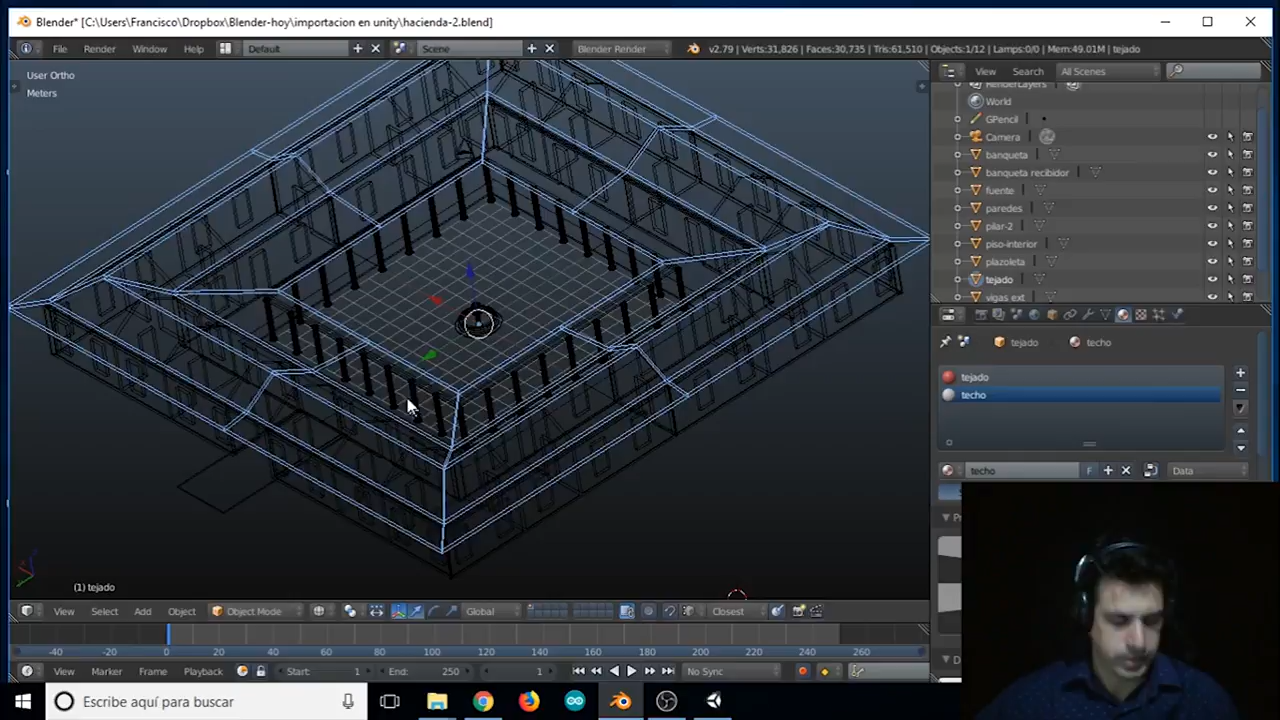 Blender* [C:\Users\Francisco\Dropbox\Blender-hoy\importacion en unity\hacienda-2.blend]
File Render Window Help Default Scene Blender Render v2.79 | Verts:31,826 | Faces:30,735 | Tris:61,510 | Objects:1/12 | Lamps:0/0 | Mem:49.01M | tejado
User Ortho
Meters
View Search All Scenes
RenderLayers
World
GPencil
Camera
banqueta
banqueta recibidor
fuente
paredes
pilar-2
piso-interior
plazoleta
tejado
vigas ext
tejado techo
tejado
techo
techo F Data
(1) tejado
View Select Add Object Object Mode Global Closest
-40 -20 0 20 40 60 80 100 120 140 160 180 200 220 240 260
View Marker Frame Playback Start: 1 End: 250 1 No Sync
Escribe aquí para buscar